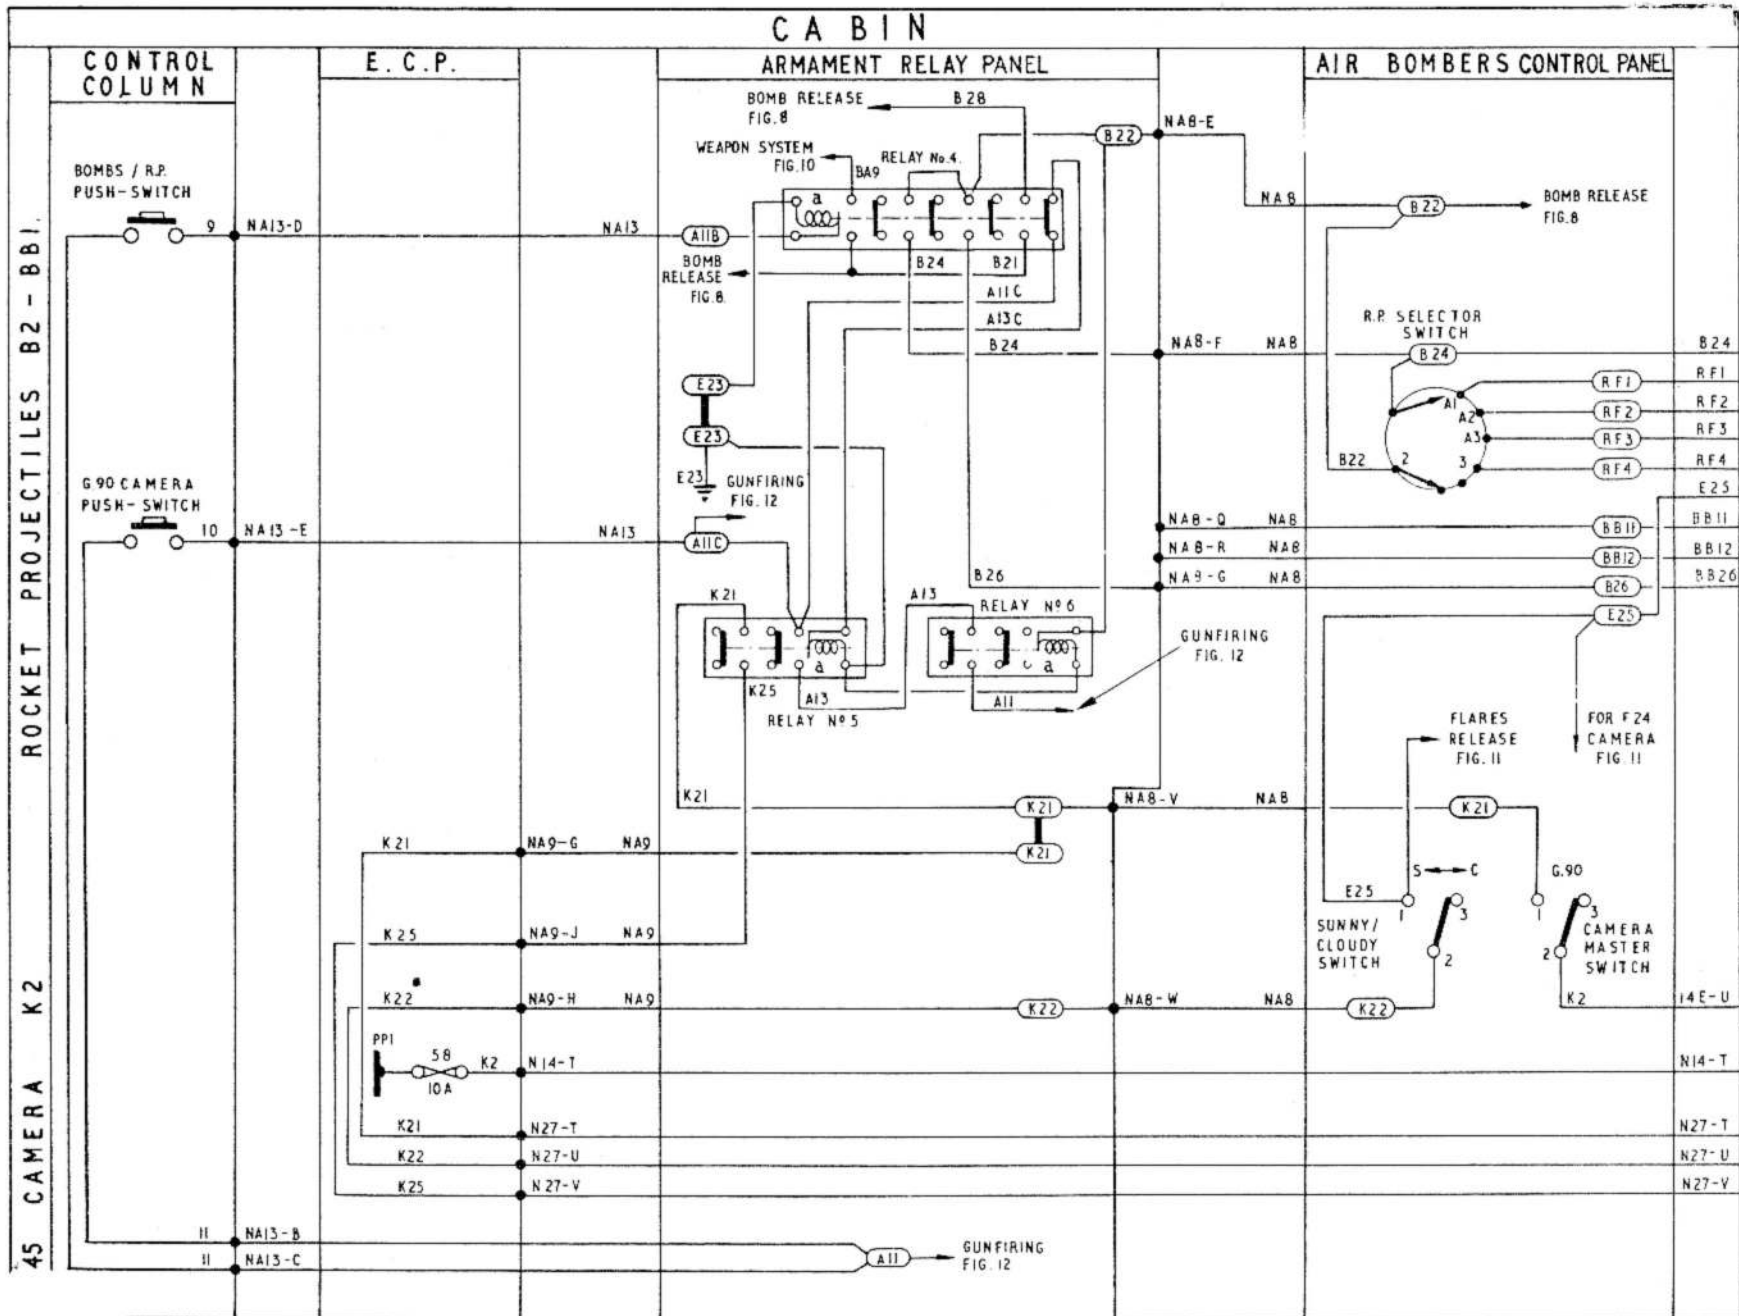 CABIN
CONTROL
COLUMN
E.C.P.
ARMAMENT RELAY PANEL
AIR BOMBERS CONTROL PANEL
ROCKET PROJECTILES B2-BB1.
45 CAMERA K2
BOMB RELEASE
FIG.8
B28
WEAPON SYSTEM
FIG.10
BA9
RELAY No.4.
B22
NA8-E
BOMBS / R.P.
PUSH-SWITCH
a
NA8
B22
BOMB RELEASE
FIG.8
9
NA13-D
NA13
A11B
BOMB
RELEASE
FIG.8.
B24
B21
A11C
A13C
B24
R.P. SELECTOR
SWITCH
NA8-F
NA8
B24
B24
E23
RF1
RF1
A1
RF2
RF2
A2
E23
RF3
RF3
A3
B22
2
3
RF4
RF4
E23
GUNFIRING
FIG.12
G.90 CAMERA
PUSH-SWITCH
E25
10
NA13-E
NA13
A11C
NA8-Q
NA8
BB11
BB11
NA8-R
NA8
BB12
BB12
B26
NA9-G
NA8
B26
BB26
K21
A13
RELAY Nº6
E25
GUNFIRING
FIG.12
a
a
K25
A13
A11
RELAY Nº5
FLARES
RELEASE
FIG.11
FOR F24
CAMERA
FIG.11
K21
K21
NA8-V
NA8
K21
K21
NA9-G
NA9
K21
S
C
G.90
E25
1
3
1
3
SUNNY/
CLOUDY
SWITCH
CAMERA
MASTER
SWITCH
2
2
K25
NA9-J
NA9
K22
NA9-H
NA9
K22
NA8-W
NA8
K22
K2
14E-U
PP1
58
10A
K2
N14-T
N14-T
K21
N27-T
N27-T
K22
N27-U
N27-U
K25
N27-V
N27-V
11
NA13-B
11
NA13-C
A11
GUNFIRING
FIG.12